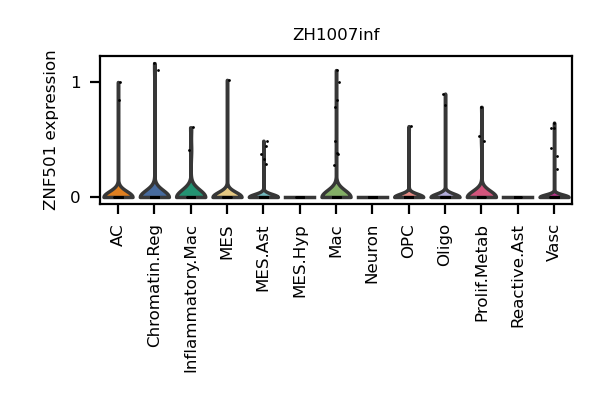 ZH1007inf
ZNF501 expression
1
0
AC
Chromatin.Reg
Inflammatory.Mac
MES
MES.Ast
MES.Hyp
Mac
Neuron
OPC
Oligo
Prolif.Metab
Reactive.Ast
Vasc